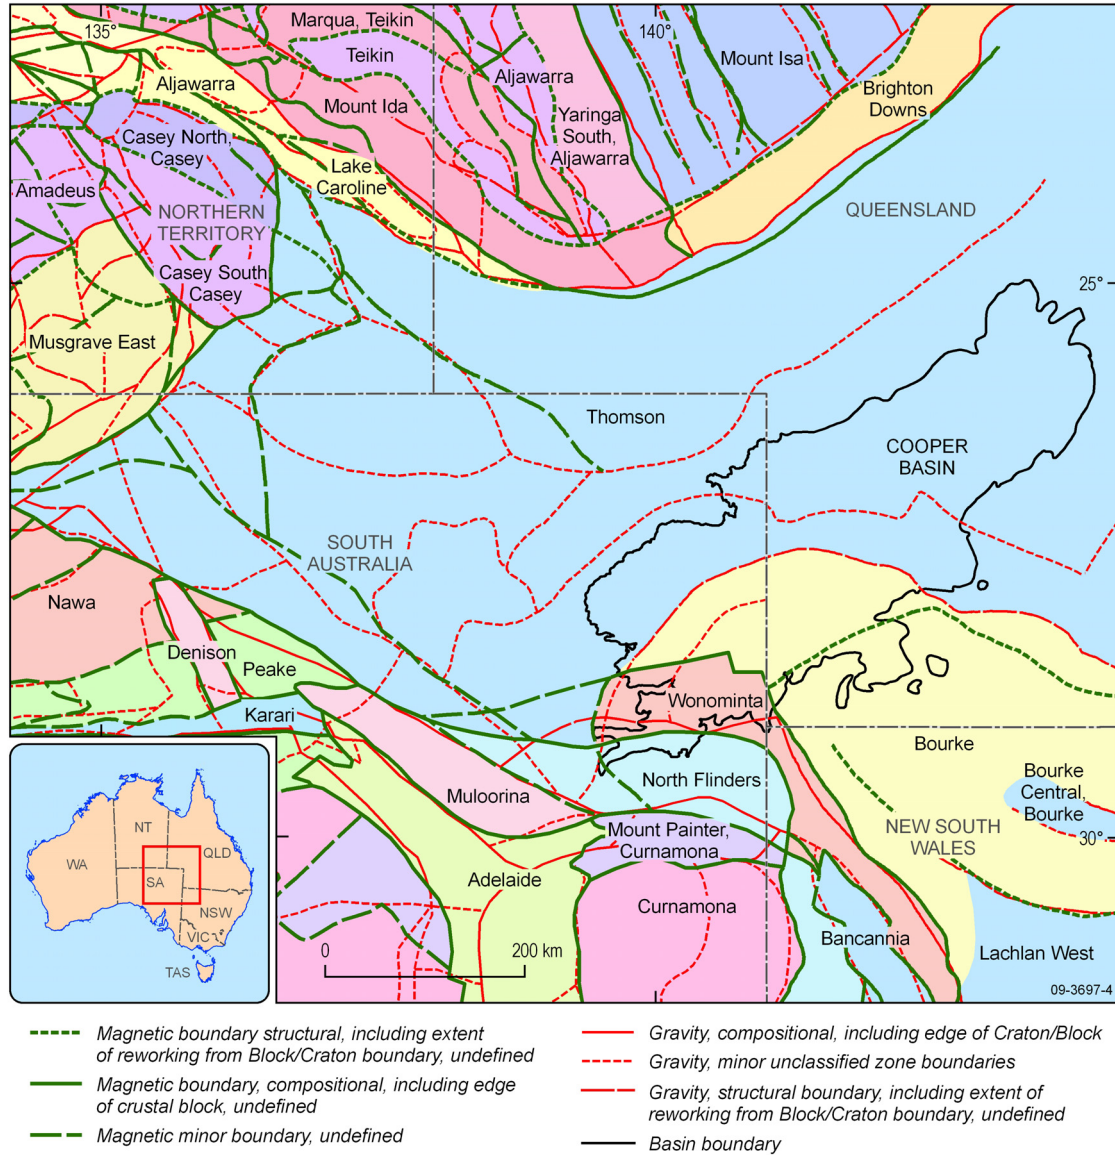 135°
Marqua, Teikin
140°
Teikin
Aljawarra
Aljawarra
Mount Isa
Brighton
Downs
Mount Ida
Yaringa
South,
Aljawarra
Casey North,
Casey
Lake
Caroline
Amadeus
NORTHERN
TERRITORY
QUEENSLAND
Casey South,
Casey
25°
Musgrave East
Thomson
COOPER
BASIN
SOUTH
AUSTRALIA
Nawa
Denison
Peake
Wonominta
Karari
Bourke
North Flinders
Muloorina
Bourke
Central,
Bourke
Mount Painter,
Curnamona
NEW SOUTH
WALES
30°
Adelaide
Curnamona
Bancannia
Lachlan West
0
200 km
09-3697-4
NT
WA
QLD
SA
NSW
VIC
TAS
Magnetic boundary structural, including extent
of reworking from Block/Craton boundary, undefined
Magnetic boundary, compositional, including edge
of crustal block, undefined
Magnetic minor boundary, undefined
Gravity, compositional, including edge of Craton/Block
Gravity, minor unclassified zone boundaries
Gravity, structural boundary, including extent of
reworking from Block/Craton boundary, undefined
Basin boundary